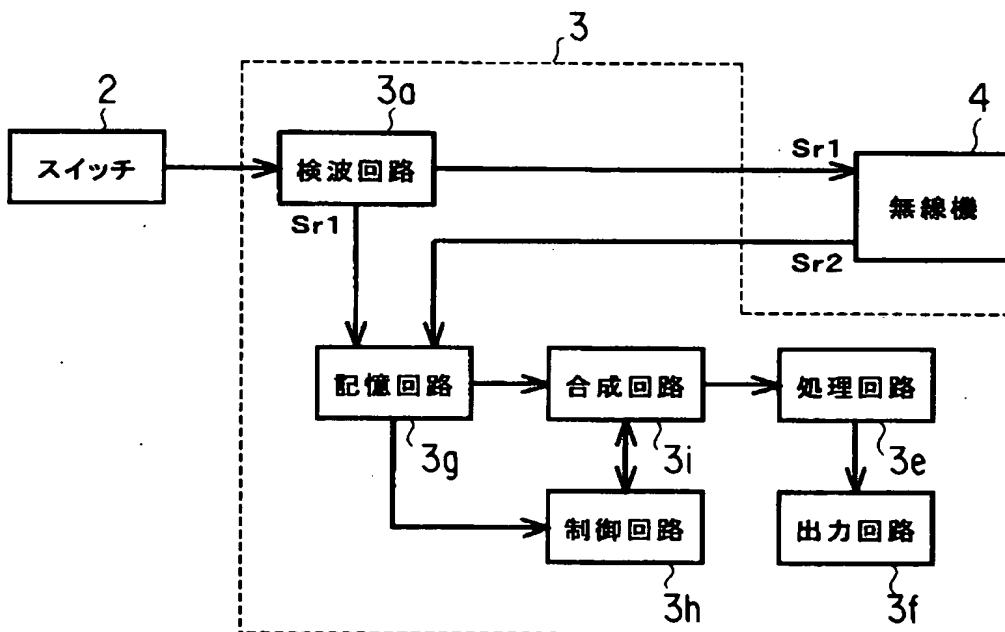 3
2
3a
4
スイッチ
検波回路
Sr1
無線機
Sr1
Sr2
記憶回路
合成回路
処理回路
3g
3i
3e
制御回路
出力回路
3h
3f